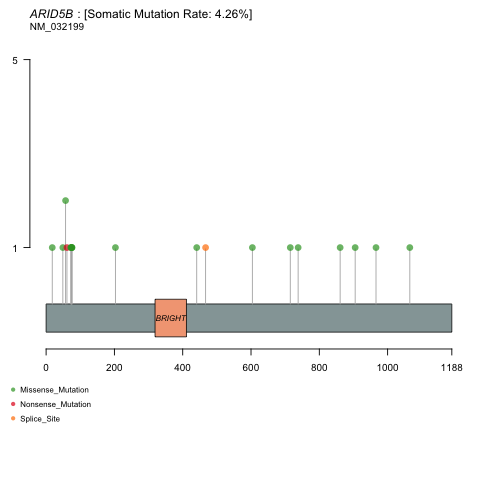 ARID5B : [Somatic Mutation Rate: 4.26%]
NM_032199
5
1
BRIGHT
0 200 400 600 800 1000 1188
Missense_Mutation
Nonsense_Mutation
Splice_Site